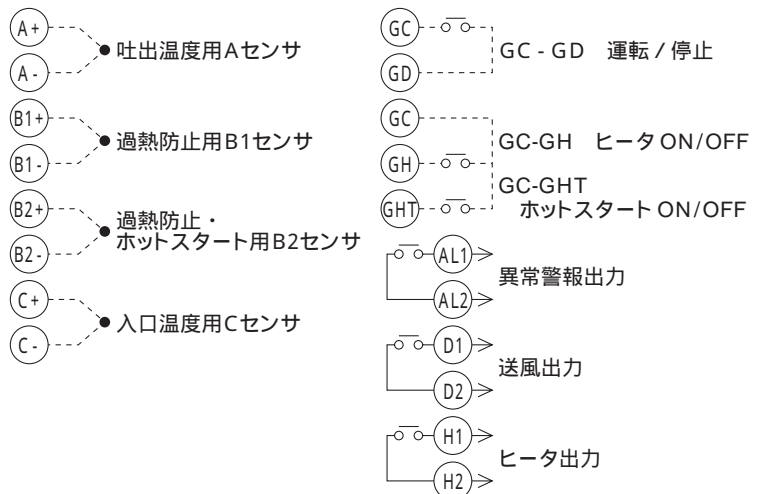 A+
A-
吐出温度用Aセンサ
B1+
B1-
過熱防止用B1センサ
B2+
B2-
過熱防止・
ホットスタート用B2センサ
C+
C-
入口温度用Cセンサ
GC
GD
GC - GD 運転 / 停止
GC
GH
GHT
GC-GH ヒータ ON/OFF
GC-GHT
ホットスタート ON/OFF
AL1
AL2
異常警報出力
D1
D2
送風出力
H1
H2
ヒータ出力